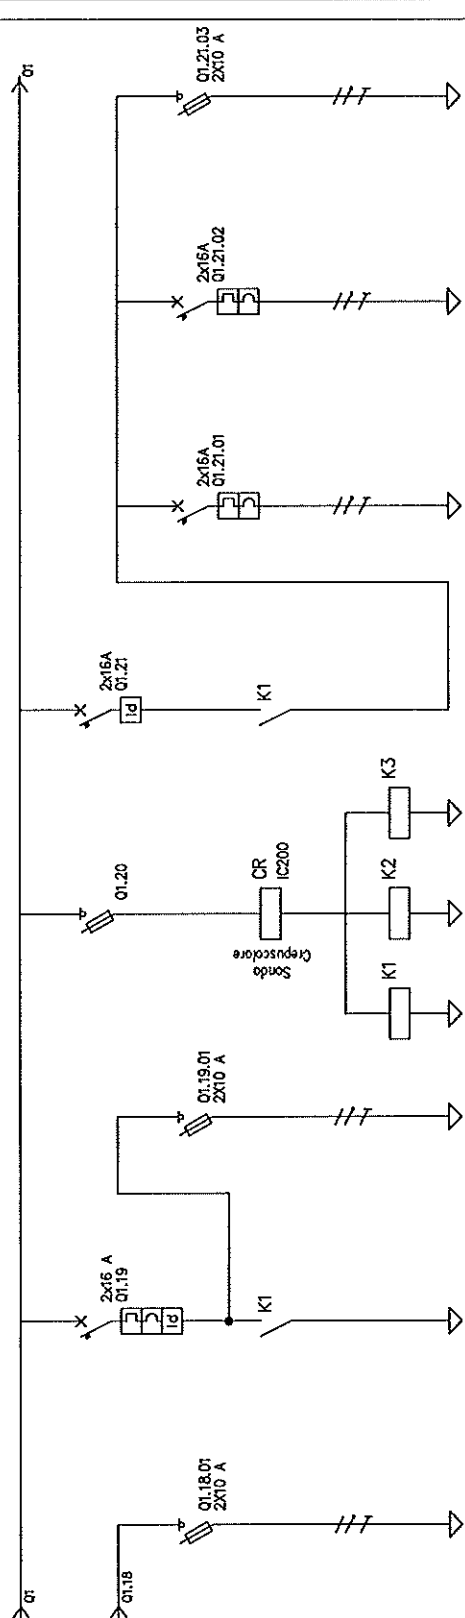 Q1
Q1
Q1.18
Q1.18.01
2X10 A
2x16 A
Q1.19
Id
K1
Q1.19.01
2X10 A
Q1.20
Sonda
Crepuscolare
CR
IC200
K1
K2
K3
2x16A
Q1.21
Id
K1
2x16A
Q1.21.01
2x16A
Q1.21.02
Q1.21.03
2X10 A